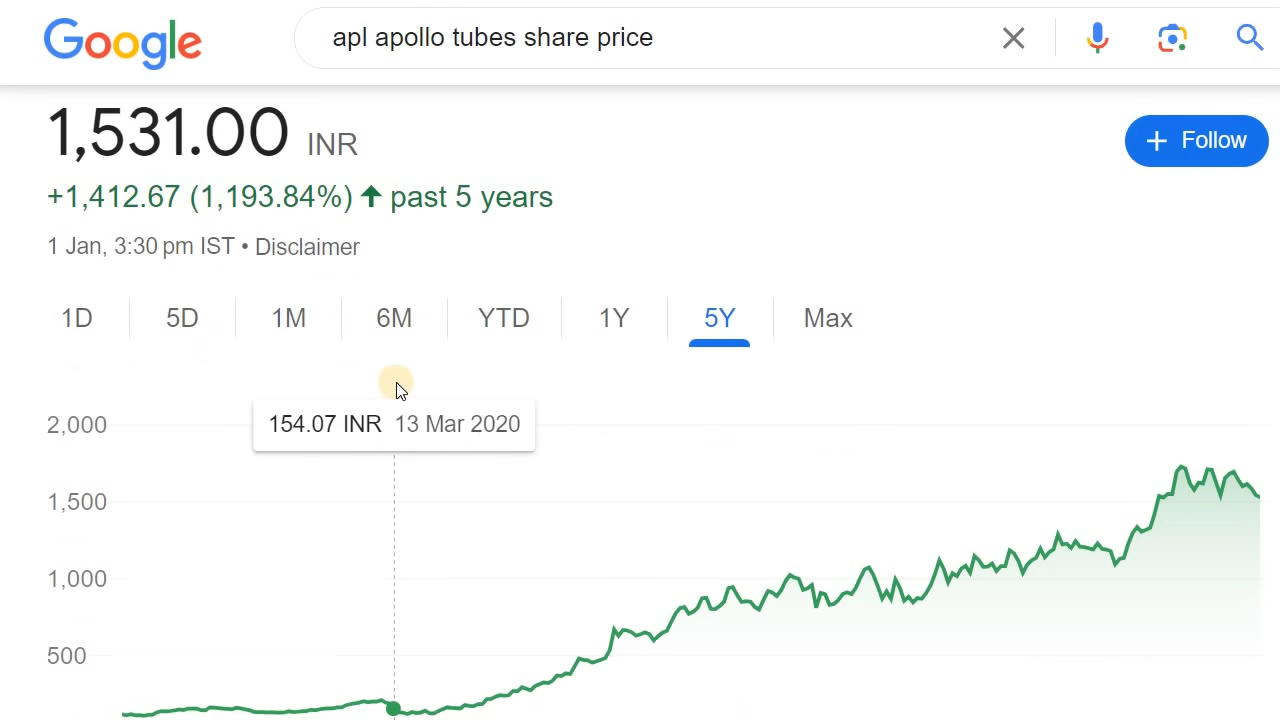 Google
apl apollo tubes share price
1,531.00 INR
+ Follow
+1,412.67 (1,193.84%) ↑ past 5 years
1 Jan, 3:30 pm IST • Disclaimer
1D 5D 1M 6M YTD 1Y 5Y Max
154.07 INR 13 Mar 2020
2,000
1,500
1,000
500